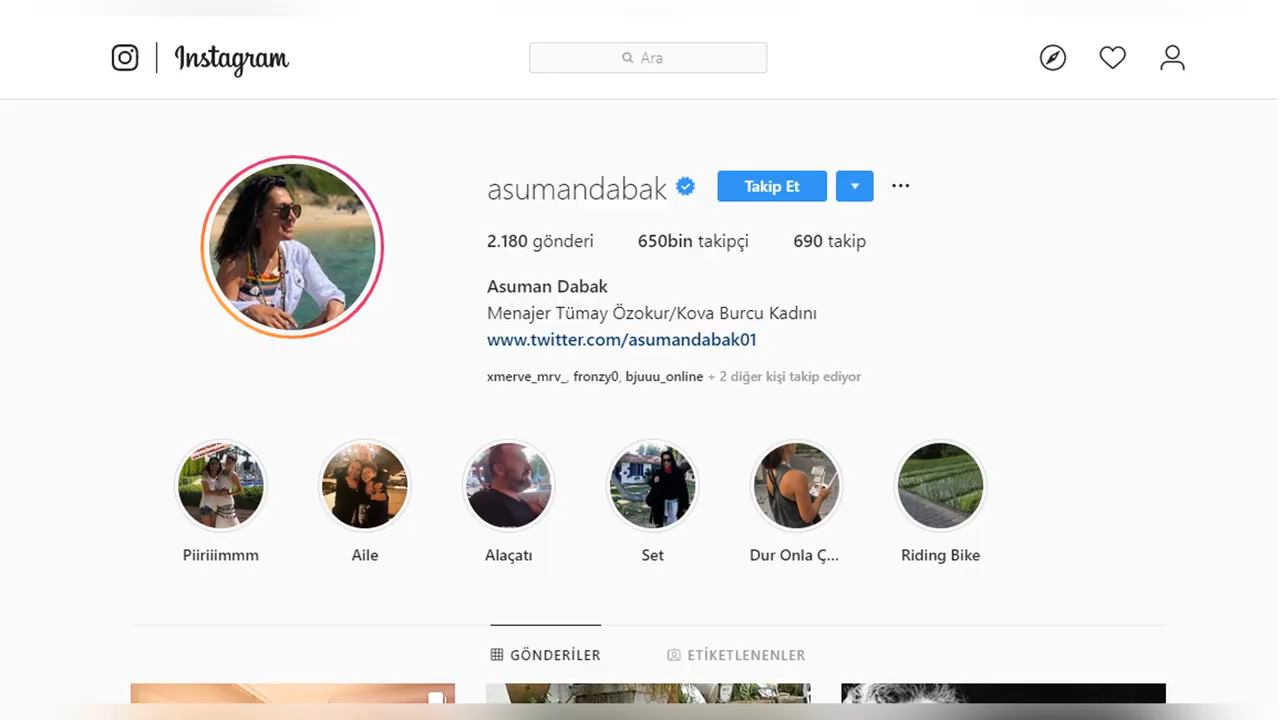 Instagram
Ara
asumandabak
Takip Et
2.180 gönderi 650bin takipçi 690 takip
Asuman Dabak
Menajer Tümay Özokur/Kova Burcu Kadını
www.twitter.com/asumandabak01
xmerve_mrv_, fronzy0, bjuuu_online + 2 diğer kişi takip ediyor
Piiriiimmm Aile Alaçatı Set Dur Onla Ç... Riding Bike
GÖNDERİLER ETİKETLENENLER